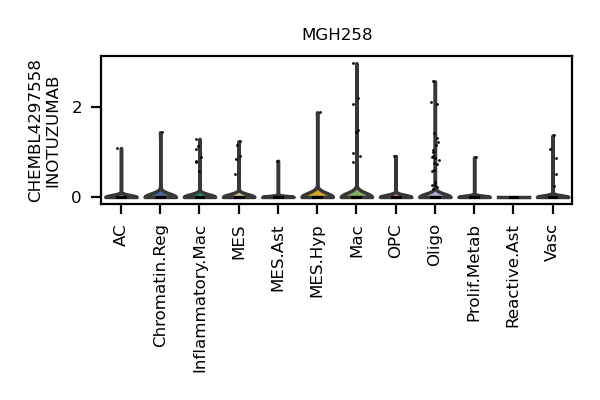 MGH258
CHEMBL4297558
INOTUZUMAB
2
0
AC
Chromatin.Reg
Inflammatory.Mac
MES
MES.Ast
MES.Hyp
Mac
OPC
Oligo
Prolif.Metab
Reactive.Ast
Vasc